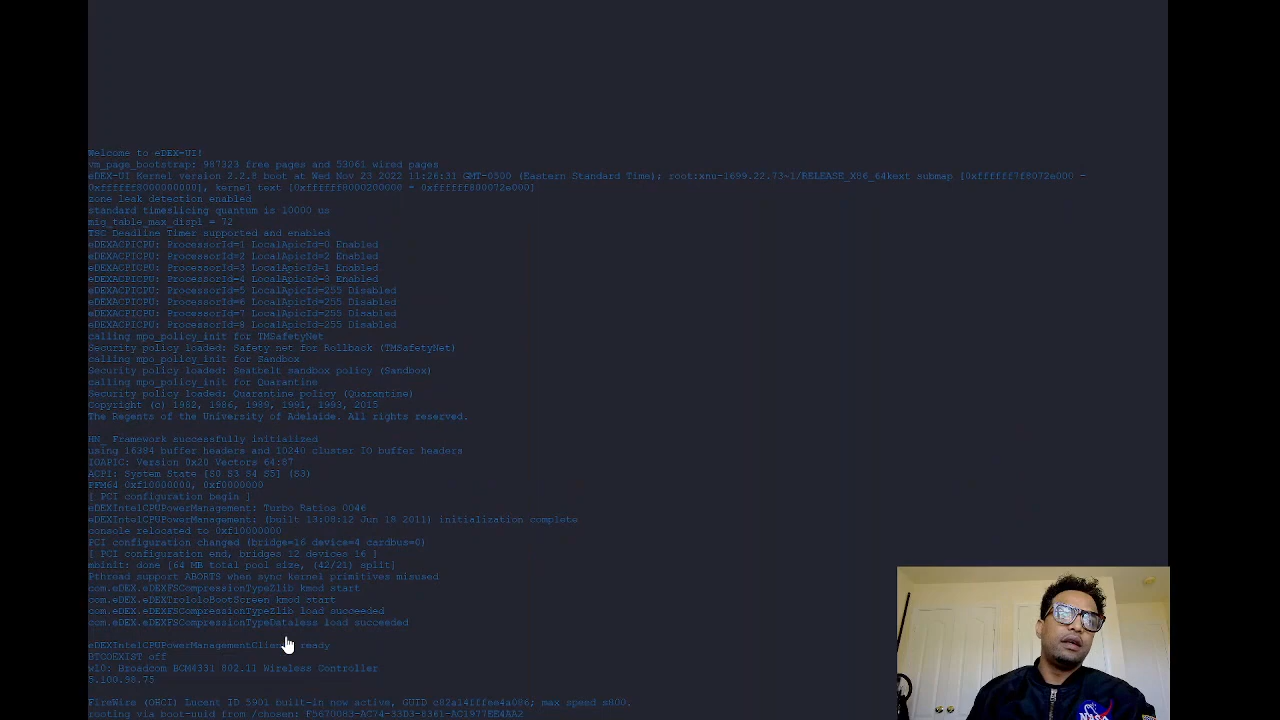 Welcome to eDEX-UI!
vm_page_bootstrap: 987323 free pages and 53061 wired pages
eDEX-UI Kernel version 2.2.8 boot at Wed Nov 23 2022 11:26:31 GMT-0500 (Eastern Standard Time); root:xnu-1699.22.73~1/RELEASE_X86_64kext submap [0xffffff7f8072e000 -
0xffffff8000000000], kernel text [0xffffff8000200000 - 0xffffff800072e000]
zone leak detection enabled
standard timeslicing quantum is 10000 us
mig_table_max_displ = 72
TSC Deadline Timer supported and enabled
eDEXACPICPU: ProcessorId=1 LocalApicId=0 Enabled
eDEXACPICPU: ProcessorId=2 LocalApicId=2 Enabled
eDEXACPICPU: ProcessorId=3 LocalApicId=1 Enabled
eDEXACPICPU: ProcessorId=4 LocalApicId=3 Enabled
eDEXACPICPU: ProcessorId=5 LocalApicId=255 Disabled
eDEXACPICPU: ProcessorId=6 LocalApicId=255 Disabled
eDEXACPICPU: ProcessorId=7 LocalApicId=255 Disabled
eDEXACPICPU: ProcessorId=8 LocalApicId=255 Disabled
calling mpo_policy_init for TMSafetyNet
Security policy loaded: Safety net for Rollback (TMSafetyNet)
calling mpo_policy_init for Sandbox
Security policy loaded: Seatbelt sandbox policy (Sandbox)
calling mpo_policy_init for Quarantine
Security policy loaded: Quarantine policy (Quarantine)
Copyright (c) 1982, 1986, 1989, 1991, 1993, 2015
The Regents of the University of Adelaide. All rights reserved.
HN_ Framework successfully initialized
using 16384 buffer headers and 10240 cluster IO buffer headers
IOAPIC: Version 0x20 Vectors 64:87
ACPI: System State [S0 S3 S4 S5] (S3)
PFM64 0xf10000000, 0xf0000000
[ PCI configuration begin ]
eDEXIntelCPUPowerManagement: Turbo Ratios 0046
eDEXIntelCPUPowerManagement: (built 13:08:12 Jun 18 2011) initialization complete
console relocated to 0xf10000000
PCI configuration changed (bridge=16 device=4 cardbus=0)
[ PCI configuration end, bridges 12 devices 16 ]
mbinit: done [64 MB total pool size, (42/21) split]
Pthread support ABORTS when sync kernel primitives misused
com.eDEX.eDEXFSCompressionTypeZlib kmod start
com.eDEX.eDEXTrololoBootScreen kmod start
com.eDEX.eDEXFSCompressionTypeZlib load succeeded
com.eDEX.eDEXFSCompressionTypeDataless load succeeded
eDEXIntelCPUPowerManagementClient ready
BTCOEXIST off
wl0: Broadcom BCM4331 802.11 Wireless Controller
5.100.98.75
FireWire (OHCI) Lucent ID 5901 built-in now active, GUID c82a14fffee4a086; max speed s800.
rooting via boot-uuid from /chosen: F5670083-AC74-33D3-8361-AC1977EE4AA2
NASA